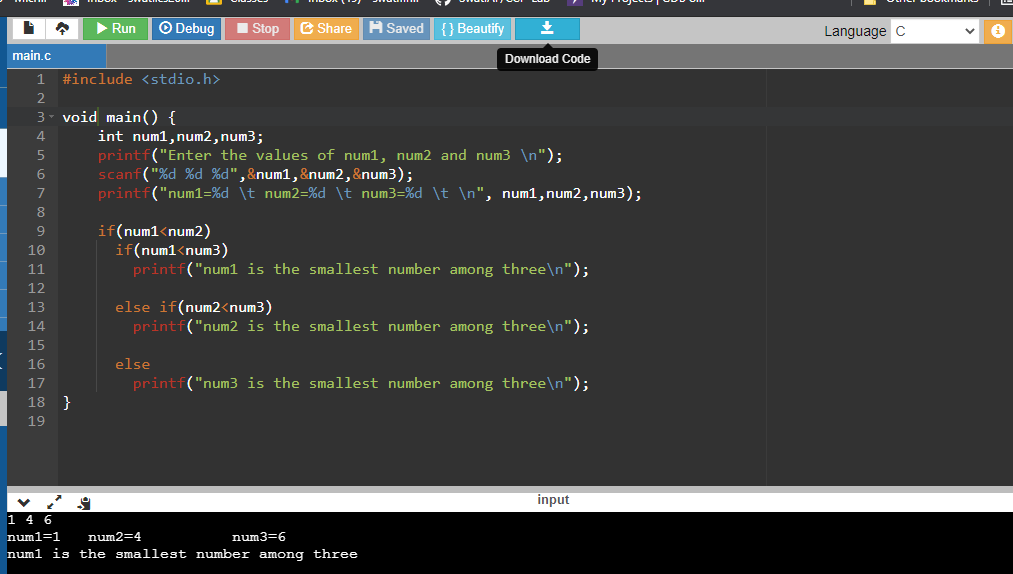 Run Debug Stop Share Saved { } Beautify
Language C
Download Code
main.c
1 #include <stdio.h>
2
3 void main() {
4 int num1,num2,num3;
5 printf("Enter the values of num1, num2 and num3 \n");
6 scanf("%d %d %d",&num1,&num2,&num3);
7 printf("num1=%d \t num2=%d \t num3=%d \t \n", num1,num2,num3);
8
9 if(num1<num2)
10 if(num1<num3)
11 printf("num1 is the smallest number among three\n");
12
13 else if(num2<num3)
14 printf("num2 is the smallest number among three\n");
15
16 else
17 printf("num3 is the smallest number among three\n");
18 }
19
input
1 4 6
num1=1 num2=4 num3=6
num1 is the smallest number among three